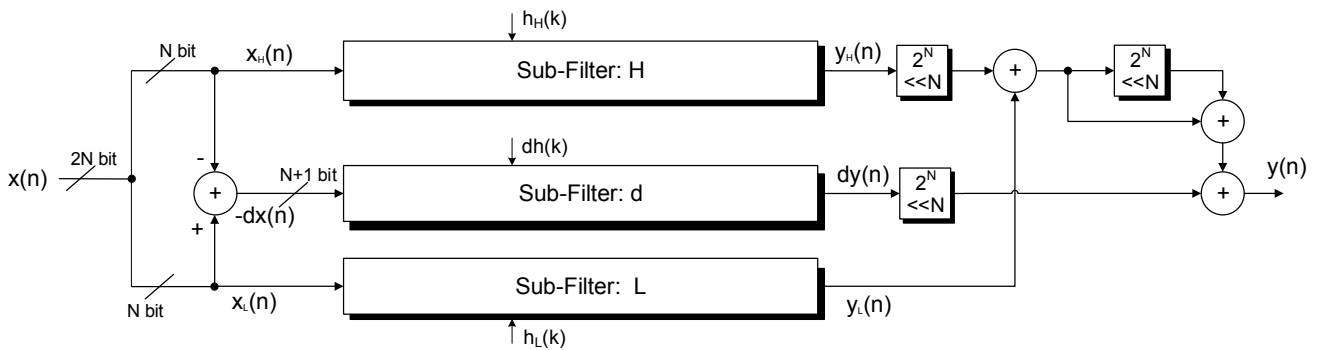 h_H(k)
N bit
x_H(n)
Sub-Filter: H
y_H(n)
2^N
<<N
+
2^N
<<N
+
-
dh(k)
2N bit
x(n)
+
N+1 bit
-dx(n)
Sub-Filter: d
dy(n)
2^N
<<N
+
y(n)
+
N bit
x_L(n)
Sub-Filter: L
y_L(n)
h_L(k)